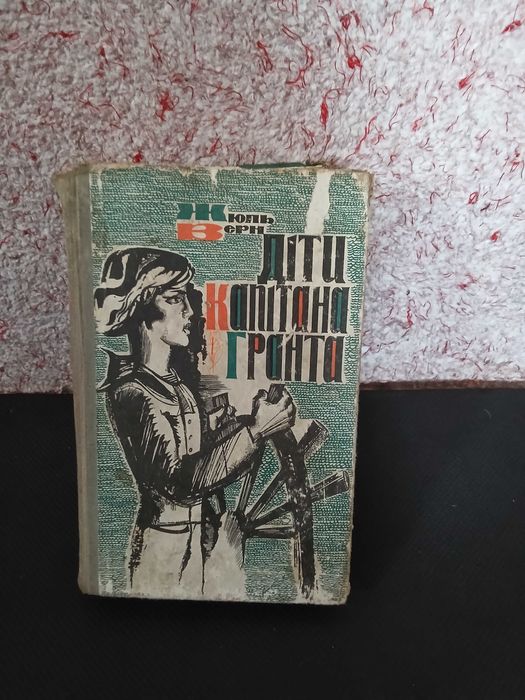 Жюль
Верн
Діти
Капітана
Гранта